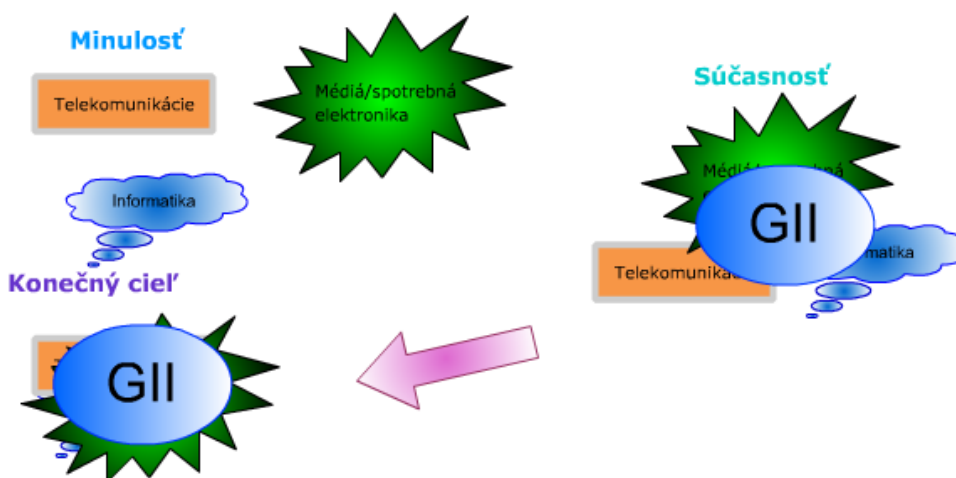 Minulosť
Telekomunikácie
Médiá/spotrebná
elektronika
Informatika
Súčasnosť
GII
Konečný cieľ
GII